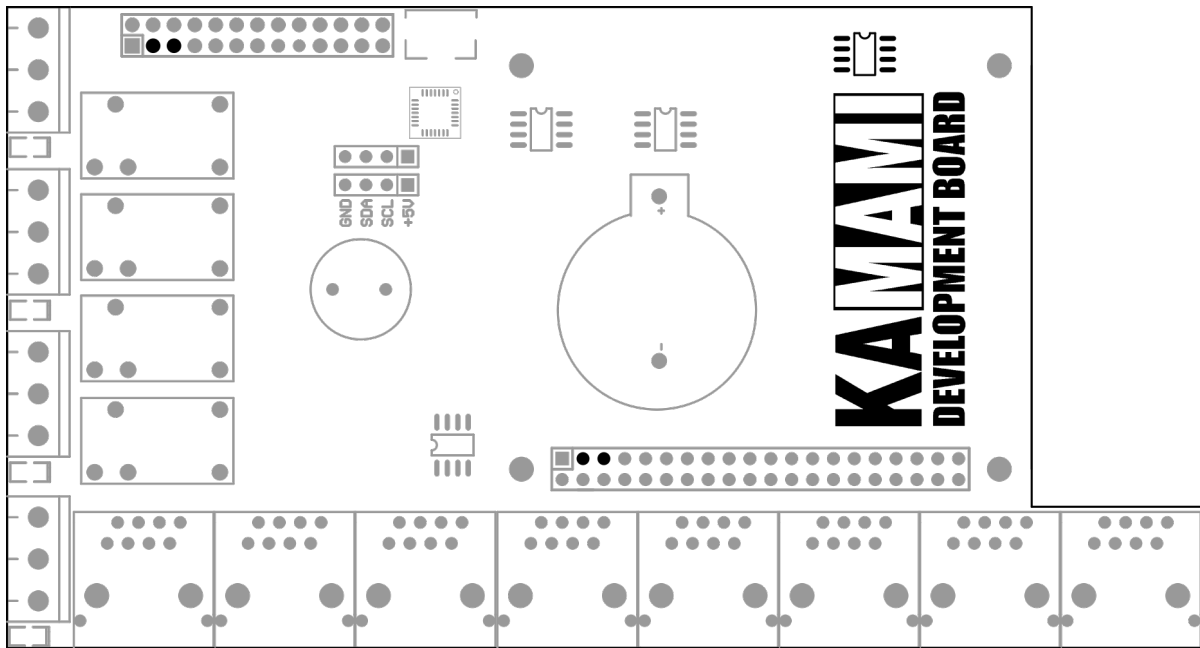 GND
SDA
SCL
+5V
+
-
KAMAMI
DEVELOPMENT BOARD